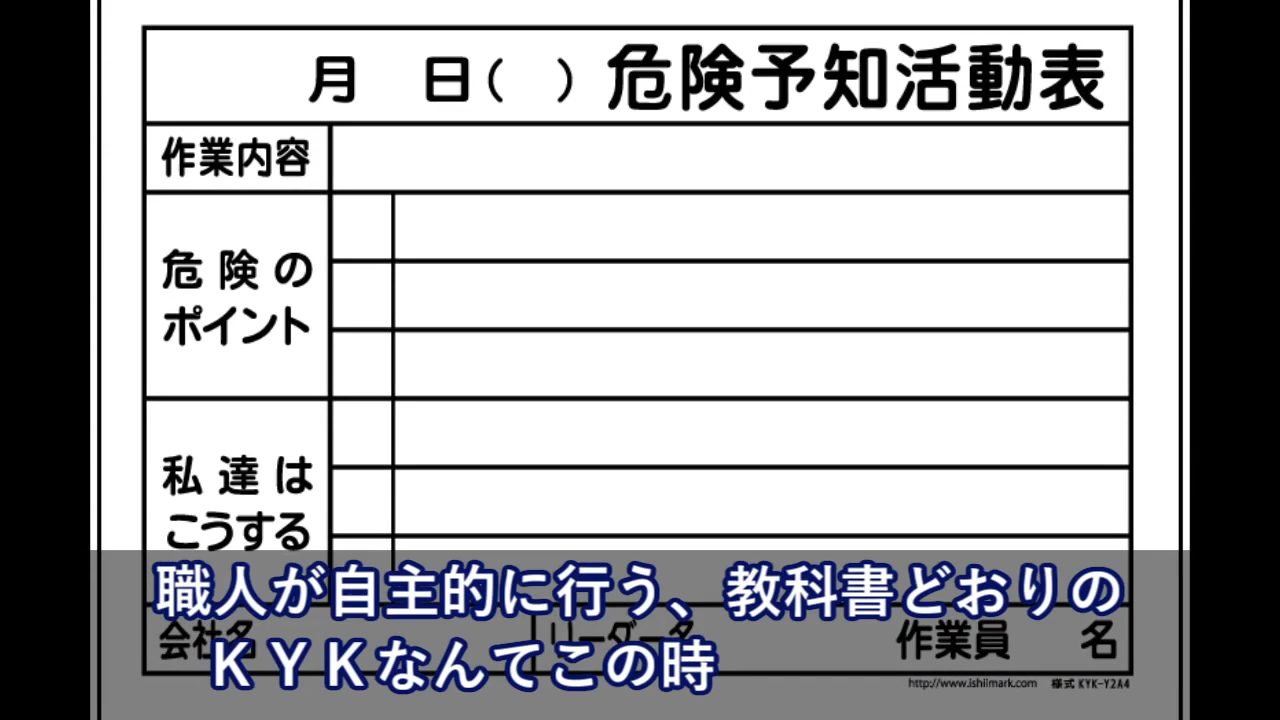 月 日( ) 危険予知活動表
作業内容
危険の
ポイント
私達は
こうする
職人が自主的に行う、教科書どおりの
ＫＹＫなんてこの時
会社名 リーダー名 作業員 名
http://www.ishiimark.com 様式 KYK-Y2A4